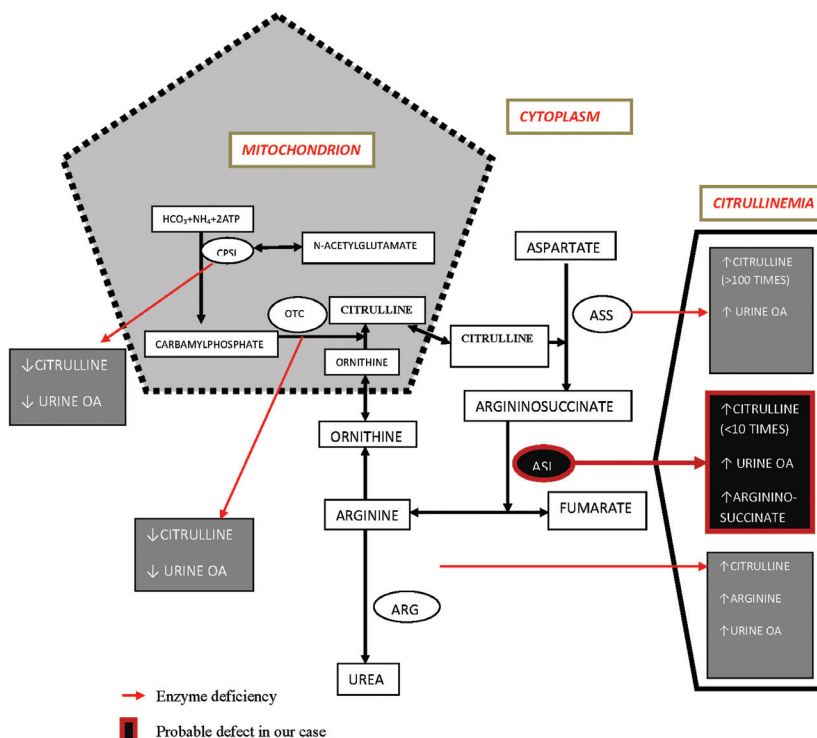 CYTOPLASM
MITOCHONDRION
CITRULLINEMIA
HCO3+NH4+2ATP
CPSI
N-ACETYLGLUTAMATE
ASPARTATE
↑CITRULLINE
(>100 TIMES)
↑ URINE OA
OTC
CITRULLINE
ASS
CARBAMYLPHOSPHATE
CITRULLINE
ORNITHINE
↓CiTRULLINE
↓ URINE OA
ARGININOSUCCINATE
↑CITRULLINE
(<10 TIMES)
↑ URINE OA
↑ARGININO-
SUCCINATE
ORNITHINE
ASL
ARGININE
FUMARATE
↓CITRULLINE
↓ URINE OA
↑CITRULLINE
↑ARGININE
↑URINE OA
ARG
UREA
Enzyme deficiency
Probable defect in our case